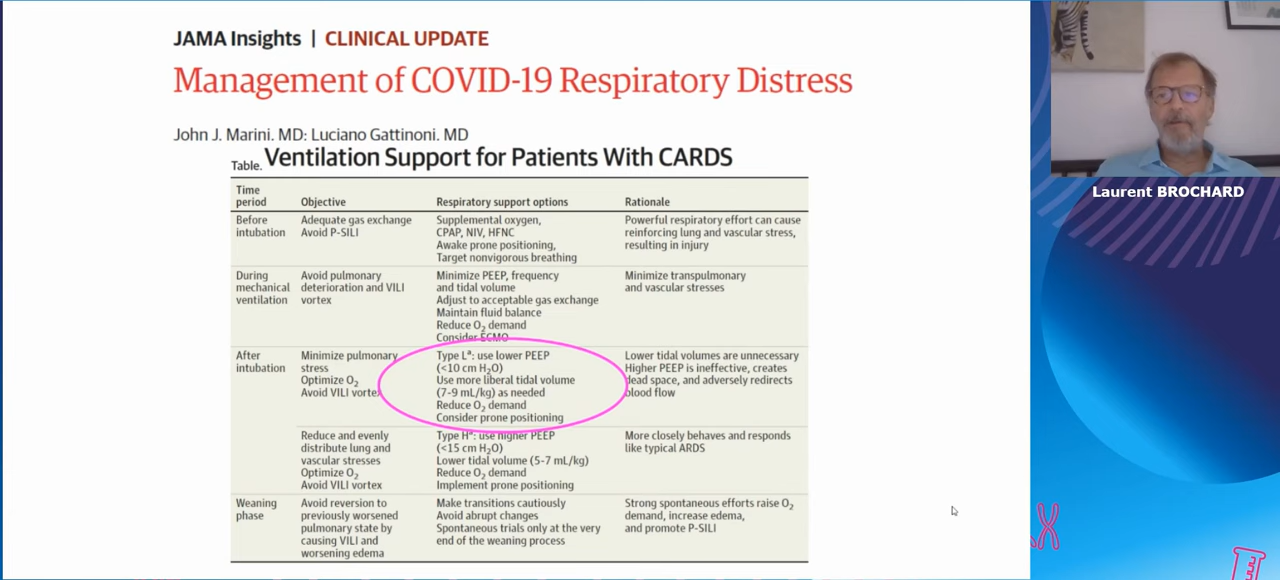 JAMA Insights | CLINICAL UPDATE
Management of COVID-19 Respiratory Distress
John J. Marini. MD: Luciano Gattinoni. MD
Table. Ventilation Support for Patients With CARDS
Time period
Objective
Respiratory support options
Rationale
Before
intubation
Adequate gas exchange
Avoid P-SILI
Supplemental oxygen,
CPAP, NIV, HFNC
Awake prone positioning,
Target nonvigorous breathing
Powerful respiratory effort can cause
reinforcing lung and vascular stress,
resulting in injury
During
mechanical
ventilation
Avoid pulmonary
deterioration and VILI
vortex
Minimize PEEP, frequency
and tidal volume
Adjust to acceptable gas exchange
Maintain fluid balance
Reduce O₂ demand
Consider ECMO
Minimize transpulmonary
and vascular stresses
After
intubation
Minimize pulmonary
stress
Optimize O₂
Avoid VILI vortex
Type Lª: use lower PEEP
(<10 cm H₂O)
Use more liberal tidal volume
(7-9 mL/kg) as needed
Reduce O₂ demand
Consider prone positioning
Lower tidal volumes are unnecessary
Higher PEEP is ineffective, creates
dead space, and adversely redirects
blood flow
Reduce and evenly
distribute lung and
vascular stresses
Optimize O₂
Avoid VILI vortex
Type Hª: use higher PEEP
(<15 cm H₂O)
Lower tidal volume (5-7 mL/kg)
Reduce O₂ demand
Implement prone positioning
More closely behaves and responds
like typical ARDS
Weaning
phase
Avoid reversion to
previously worsened
pulmonary state by
causing VILI and
worsening edema
Make transitions cautiously
Avoid abrupt changes
Spontaneous trials only at the very
end of the weaning process
Strong spontaneous efforts raise O₂
demand, increase edema,
and promote P-SILI
Laurent BROCHARD